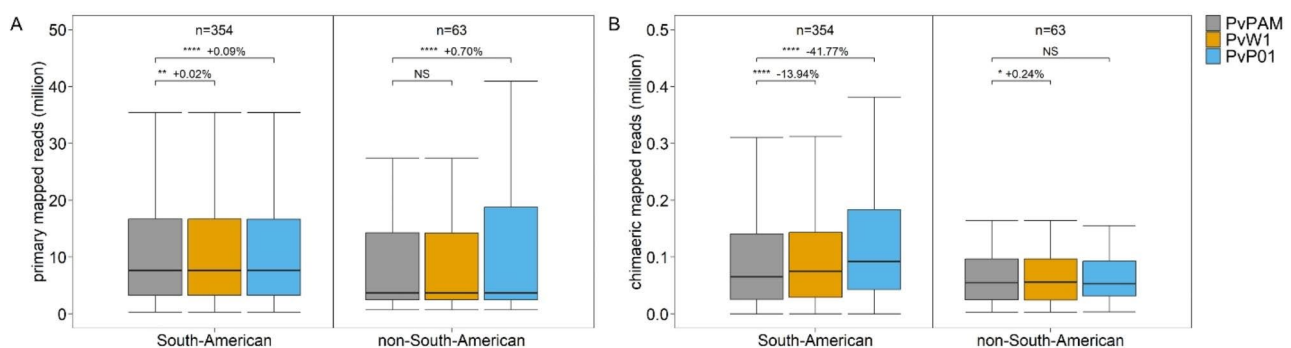 A
primary mapped reads (million)
50
40
30
20
10
0
n=354
**** +0.09%
** +0.02%
n=63
**** +0.70%
NS
South-American
non-South-American
B
chimaeric mapped reads (million)
0.5
0.4
0.3
0.2
0.1
0.0
n=354
**** -41.77%
**** -13.94%
n=63
NS
* +0.24%
South-American
non-South-American
PvPAM
PvW1
PvP01